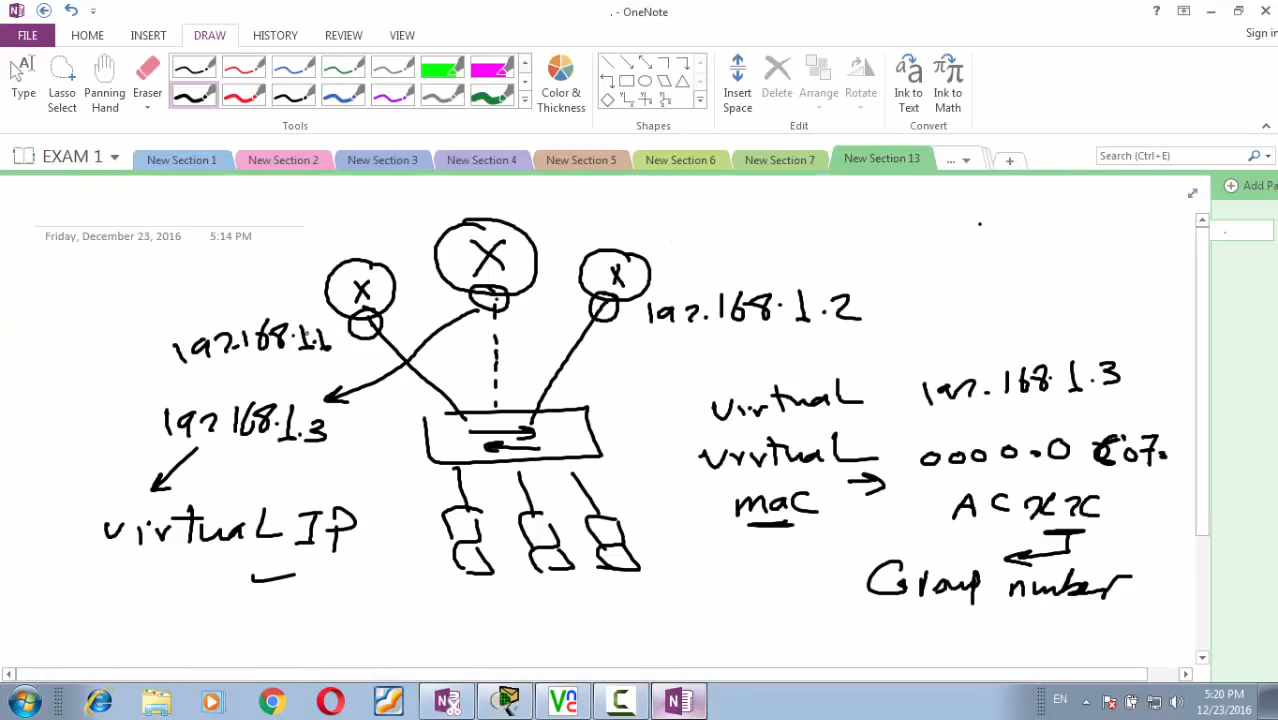 . - OneNote
?
Sign in
FILE HOME INSERT DRAW HISTORY REVIEW VIEW
Type
Lasso Select
Panning Hand
Eraser
Color & Thickness
Insert Space
Delete
Arrange
Rotate
Ink to Text
Ink to Math
Tools
Shapes
Edit
Convert
EXAM 1
New Section 1
New Section 2
New Section 3
New Section 4
New Section 5
New Section 6
New Section 7
New Section 13
...
Search (Ctrl+E)
Add Pa
Friday, December 23, 2016 5:14 PM
X
X
X
192.168.1.1
192.168.1.2
192.168.1.3
virtuaL IP
virtuaL 192.168.1.3
virtuaL 0000.0 C07.
maC
AC xx
Group number
EN
5:20 PM
12/23/2016